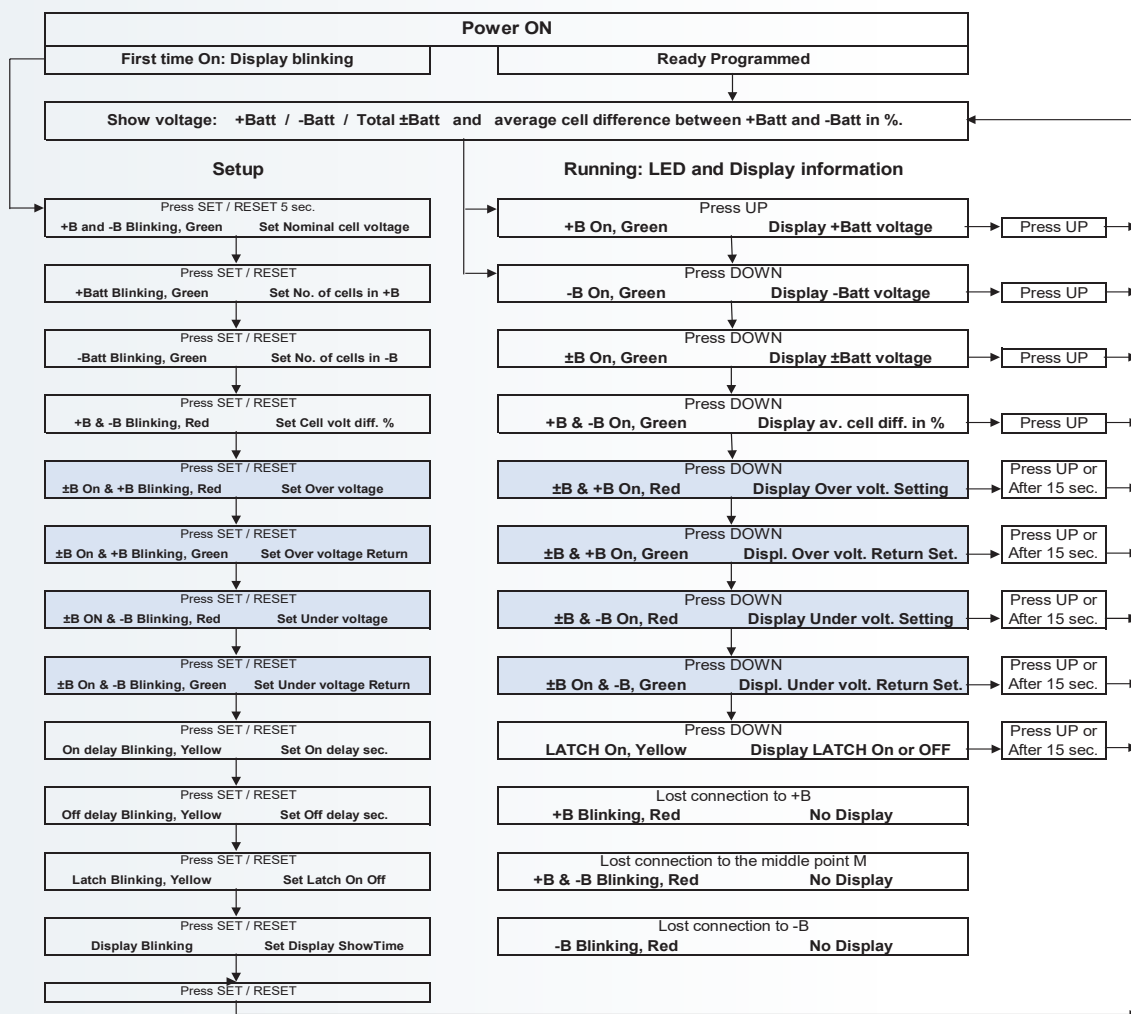 Power ON
First time On: Display blinking
Ready Programmed
Show voltage: +Batt / -Batt / Total ±Batt and average cell difference between +Batt and -Batt in %.
Setup
Press SET / RESET 5 sec.
+B and -B Blinking, Green Set Nominal cell voltage
Press SET / RESET
+Batt Blinking, Green Set No. of cells in +B
Press SET / RESET
-Batt Blinking, Green Set No. of cells in -B
Press SET / RESET
+B & -B Blinking, Red Set Cell volt diff. %
Press SET / RESET
±B On & +B Blinking, Red Set Over voltage
Press SET / RESET
±B On & +B Blinking, Green Set Over voltage Return
Press SET / RESET
±B ON & -B Blinking, Red Set Under voltage
Press SET / RESET
±B On & -B Blinking, Green Set Under voltage Return
Press SET / RESET
On delay Blinking, Yellow Set On delay sec.
Press SET / RESET
Off delay Blinking, Yellow Set Off delay sec.
Press SET / RESET
Latch Blinking, Yellow Set Latch On Off
Press SET / RESET
Display Blinking Set Display ShowTime
Press SET / RESET
Running: LED and Display information
Press UP
+B On, Green Display +Batt voltage
Press UP
Press DOWN
-B On, Green Display -Batt voltage
Press UP
Press DOWN
±B On, Green Display ±Batt voltage
Press UP
Press DOWN
+B & -B On, Green Display av. cell diff. in %
Press UP
Press DOWN
±B & +B On, Red Display Over volt. Setting
Press UP or
After 15 sec.
Press DOWN
±B & +B On, Green Displ. Over volt. Return Set.
Press UP or
After 15 sec.
Press DOWN
±B & -B On, Red Display Under volt. Setting
Press UP or
After 15 sec.
Press DOWN
±B On & -B, Green Displ. Under volt. Return Set.
Press UP or
After 15 sec.
Press DOWN
LATCH On, Yellow Display LATCH On or OFF
Press UP or
After 15 sec.
Lost connection to +B
+B Blinking, Red No Display
Lost connection to the middle point M
+B & -B Blinking, Red No Display
Lost connection to -B
-B Blinking, Red No Display